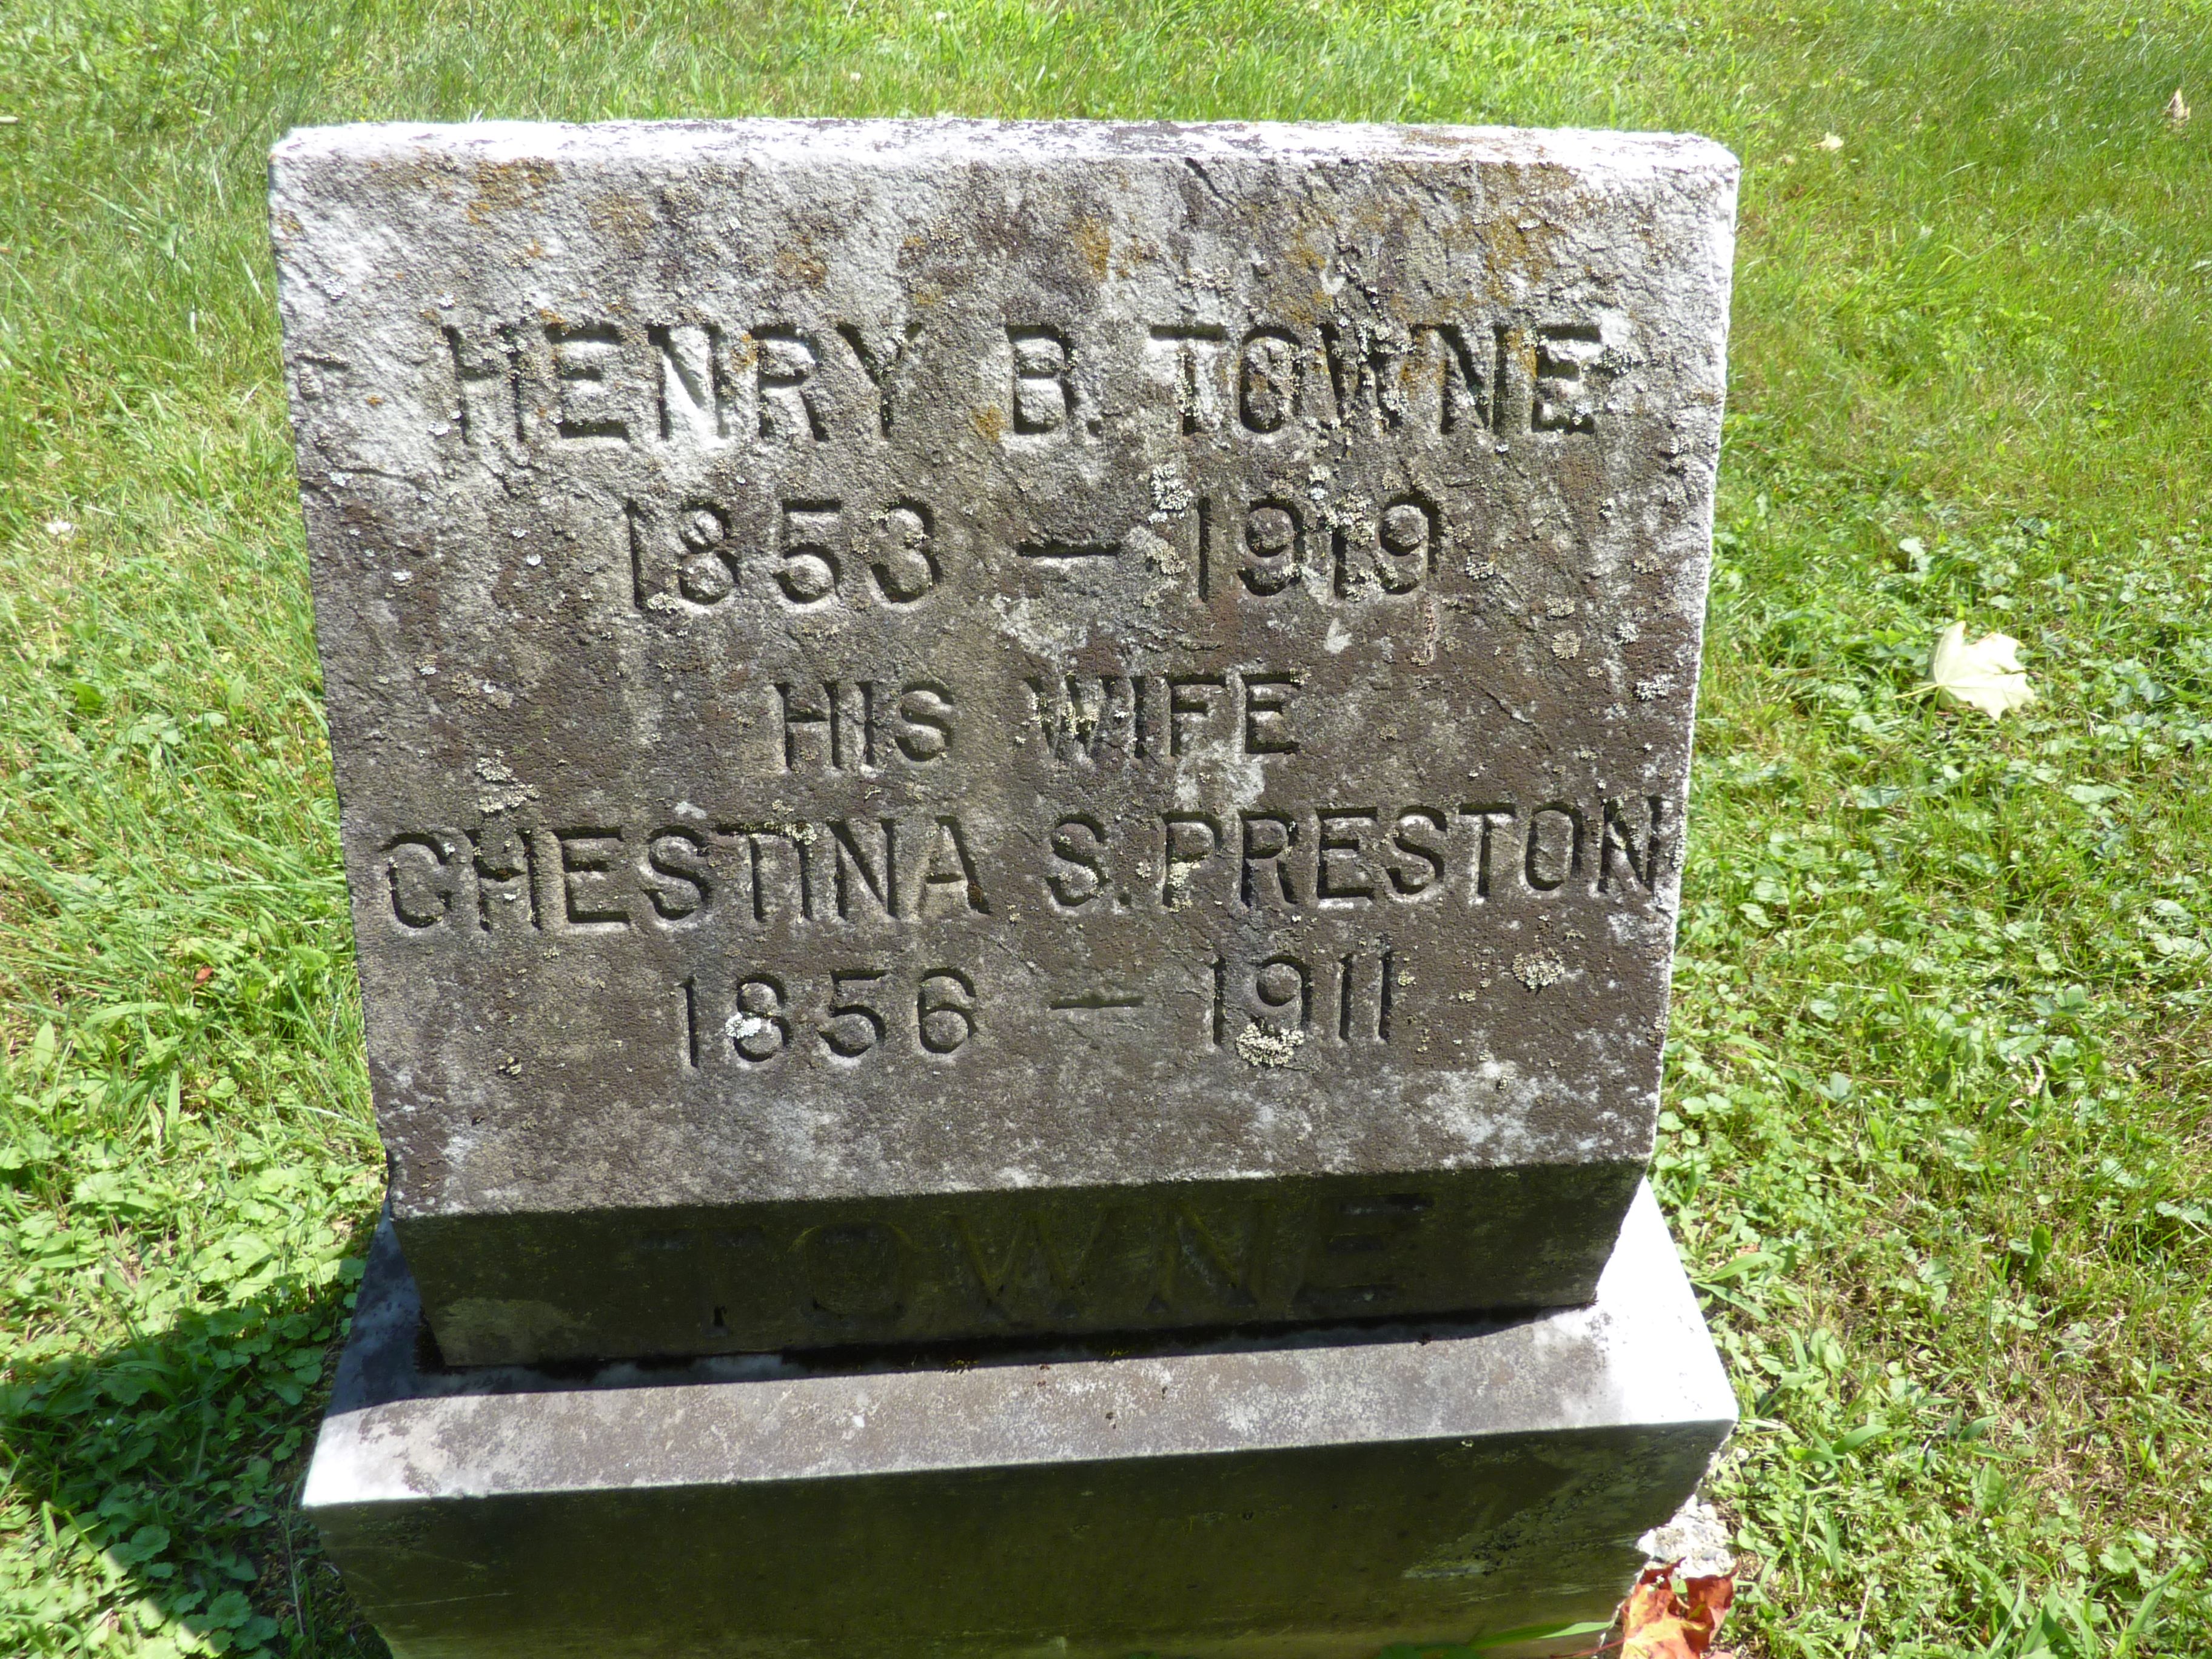 HENRY B. TOWNE
1853 — 1919
HIS WIFE
CHESTINA S. PRESTON
1856 — 1911
TOWNE